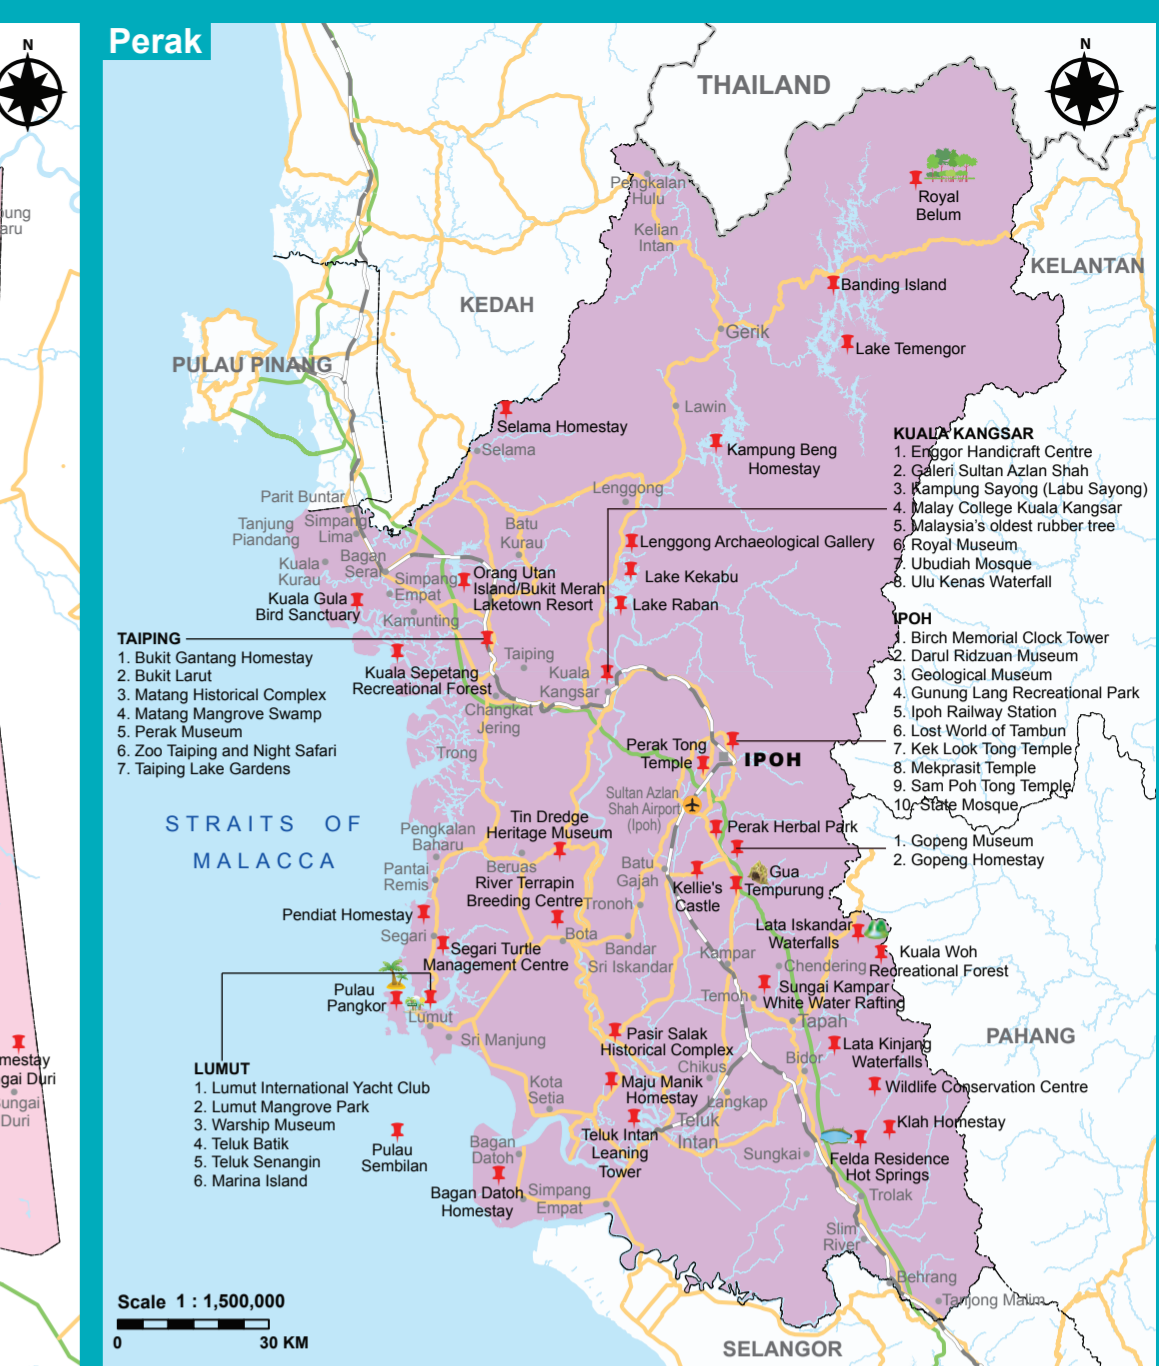 Perak
N
N
THAILAND
Pengkalan
Hulu
Kelian
Intan
Royal
Belum
KELANTAN
Banding Island
KEDAH
Gerik
Lake Temengor
PULAU PINANG
Lawin
Selama Homestay
Selama
Kampung Beng
Homestay
KUALA KANGSAR
1. Enggor Handicraft Centre
2. Galeri Sultan Azlan Shah
3. Kampung Sayong (Labu Sayong)
4. Malay College Kuala Kangsar
5. Malaysia's oldest rubber tree
6. Royal Museum
7. Ubudiah Mosque
8. Ulu Kenas Waterfall
Parit Buntar
Lenggong
Tanjung
Piandang
Simpang
Lima
Batu
Kurau
Lenggong Archaeological Gallery
Kuala
Kurau
Bagan
Serai
Simpang
Empat
Orang Utan
Island/Bukit Merah
Laketown Resort
Lake Kekabu
Lake Raban
Kuala Gula
Bird Sanctuary
Kamunting
TAIPING
1. Bukit Gantang Homestay
2. Bukit Larut
3. Matang Historical Complex
4. Matang Mangrove Swamp
5. Perak Museum
6. Zoo Taiping and Night Safari
7. Taiping Lake Gardens
Taiping
Kuala Sepetang
Recreational Forest
Kuala
Kangsar
Changkat
Jering
Trong
IPOH
1. Birch Memorial Clock Tower
2. Darul Ridzuan Museum
3. Geological Museum
4. Gunung Lang Recreational Park
5. Ipoh Railway Station
6. Lost World of Tambun
7. Kek Look Tong Temple
8. Mekprasit Temple
9. Sam Poh Tong Temple
10. State Mosque
Perak Tong
Temple
IPOH
Sultan Azlan
Shah Airport
(Ipoh)
STRAITS OF
MALACCA
Tin Dredge
Heritage Museum
Perak Herbal Park
1. Gopeng Museum
2. Gopeng Homestay
Pengkalan
Baharu
Pantai
Remis
Beruas
River Terrapin
Breeding Centre
Batu
Gajah
Kellie's
Castle
Gua
Tempurung
Tronoh
Pendiat Homestay
Segari
Segari Turtle
Management Centre
Bota
Bandar
Sri Iskandar
Lata Iskandar
Waterfalls
Kampar
Chendering
Kuala Woh
Recreational Forest
Pulau
Pangkor
Lumut
Temoh
Sungai Kampar
White Water Rafting
Tapah
Sri Manjung
Pasir Salak
Historical Complex
PAHANG
Lata Kinjang
Waterfalls
Bidor
Chikus
LUMUT
1. Lumut International Yacht Club
2. Lumut Mangrove Park
3. Warship Museum
4. Teluk Batik
5. Teluk Senangin
6. Marina Island
Kota
Setia
Maju Manik
Homestay
Langkap
Wildlife Conservation Centre
Klah Homestay
Pulau
Sembilan
Bagan
Datoh
Teluk Intan
Leaning
Tower
Teluk
Intan
Sungkai
Felda Residence
Hot Springs
Bagan Datoh
Homestay
Simpang
Empat
Trolak
Slim
River
Behrang
Tanjong Malim
SELANGOR
Scale 1 : 1,500,000
0
30 KM
mestay
gai Duri
Duri